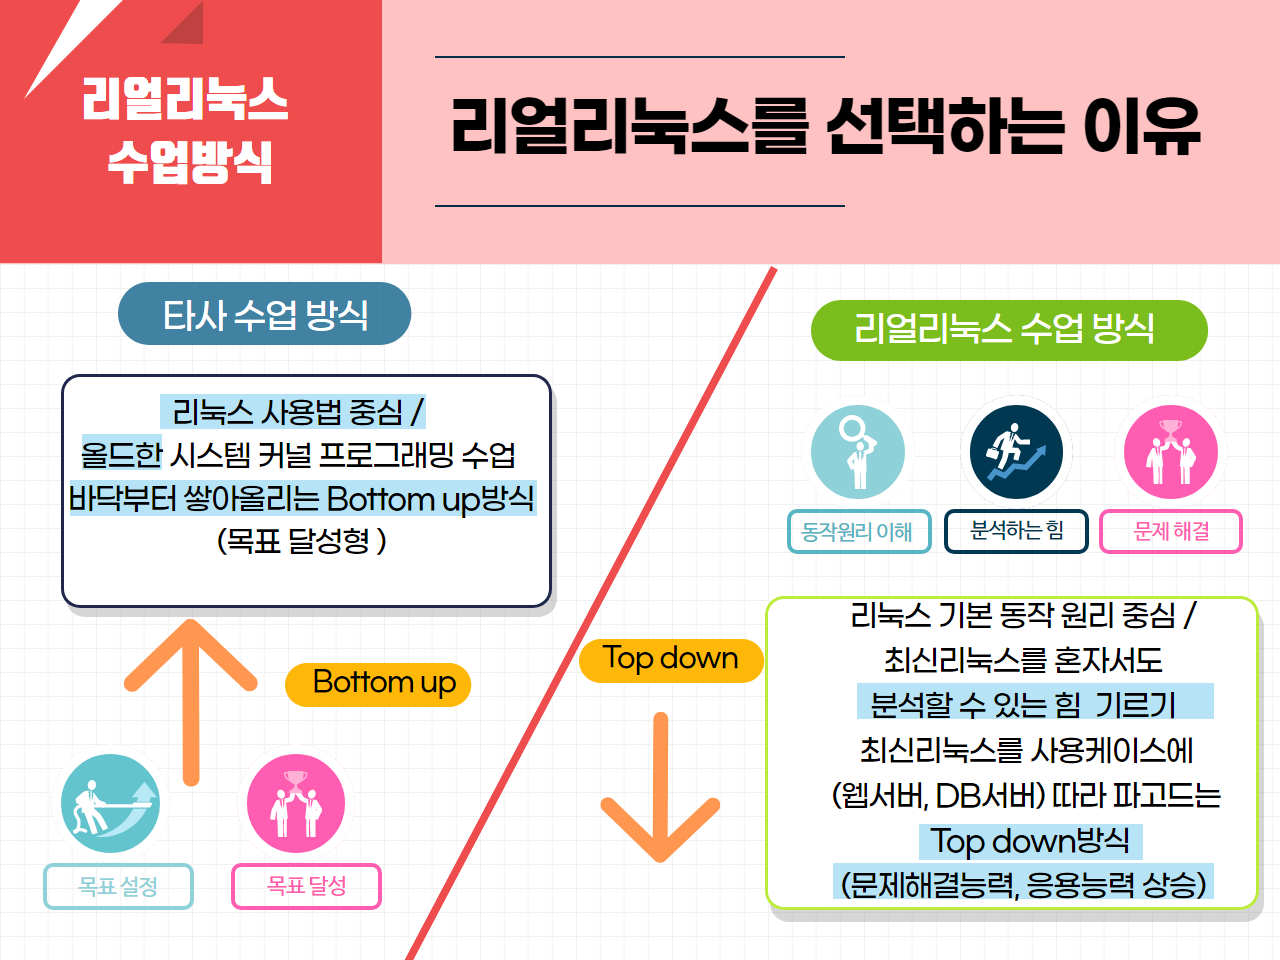 리얼리눅스
수업방식
리얼리눅스를 선택하는 이유
타사 수업 방식
리눅스 사용법 중심 /
올드한 시스템 커널 프로그래밍 수업
바닥부터 쌓아올리는 Bottom up방식
(목표 달성형 )
Bottom up
목표 설정
목표 달성
리얼리눅스 수업 방식
동작원리 이해
분석하는 힘
문제 해결
Top down
리눅스 기본 동작 원리 중심 /
최신리눅스를 혼자서도
분석할 수 있는 힘 기르기
최신리눅스를 사용케이스에
(웹서버, DB서버) 따라 파고드는
Top down방식
(문제해결능력, 응용능력 상승)